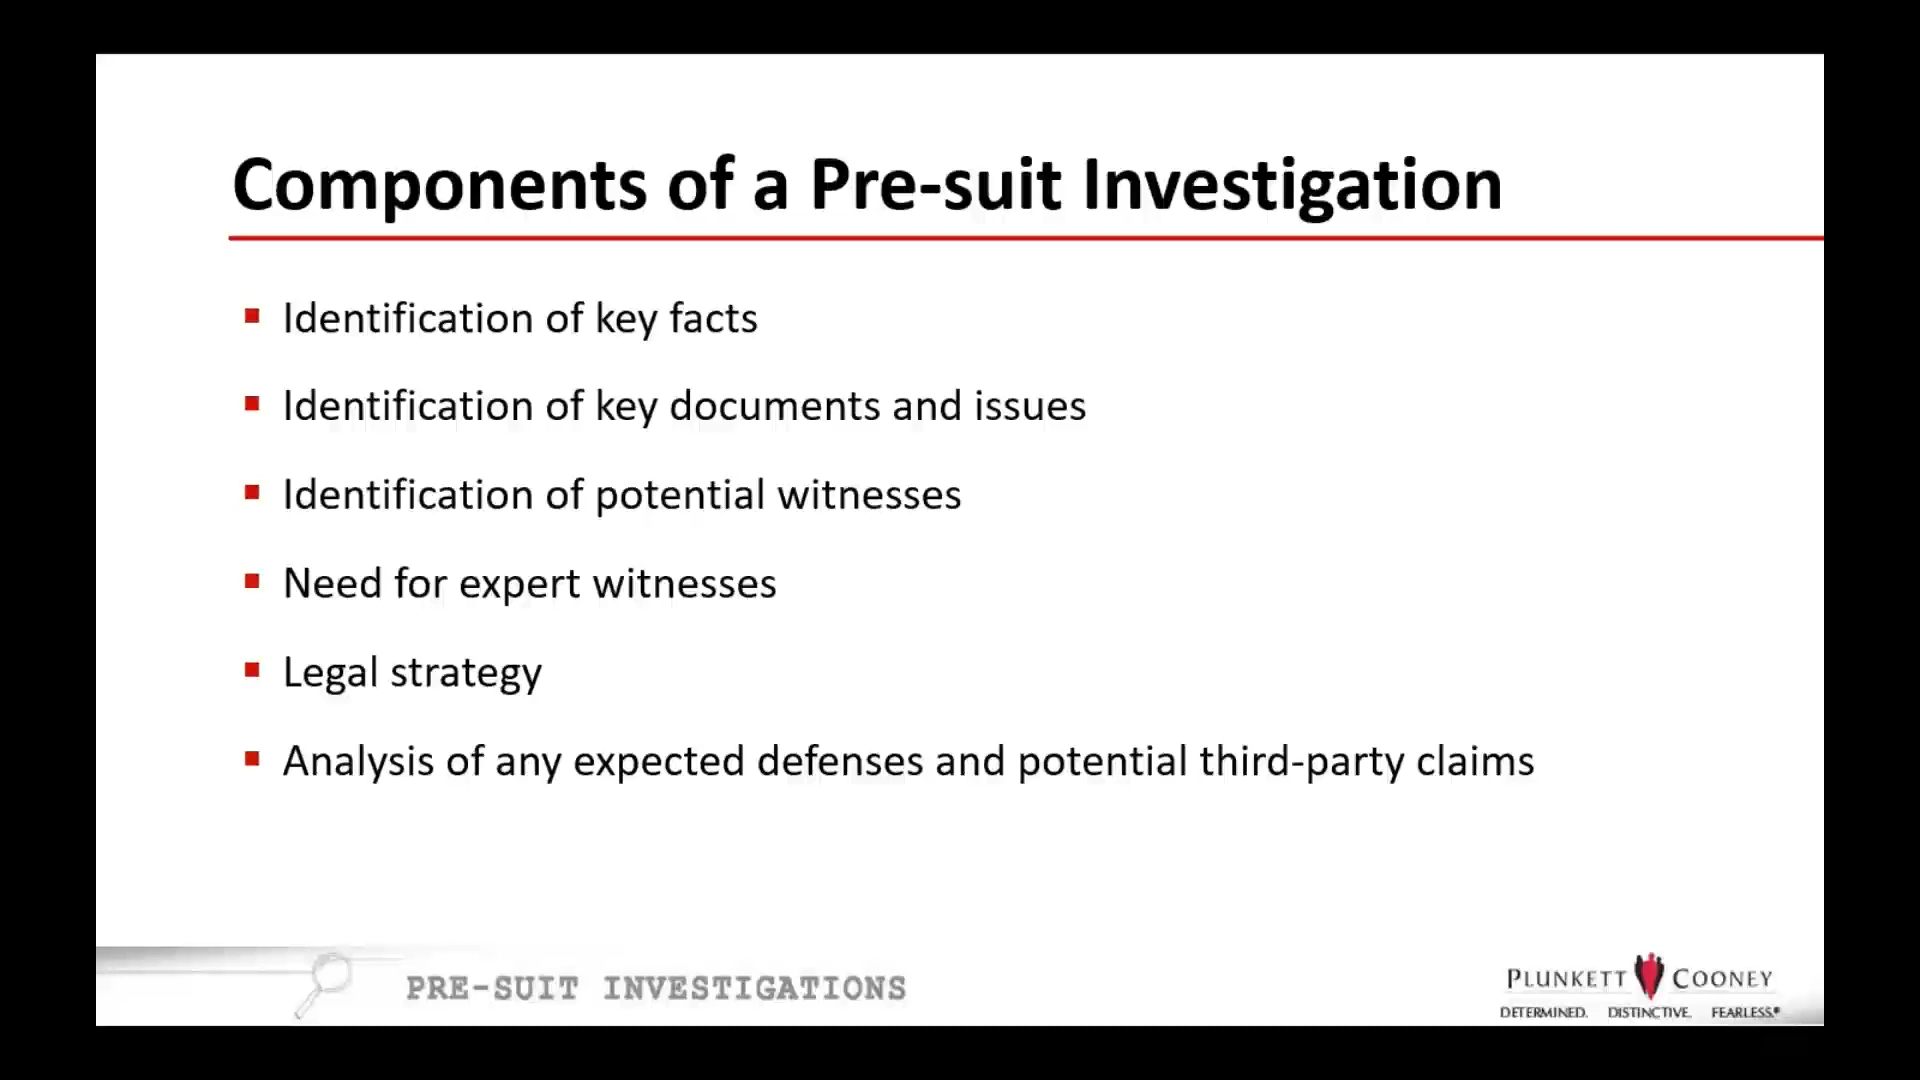 Components of a Pre-suit Investigation
Identification of key facts
Identification of key documents and issues
Identification of potential witnesses
Need for expert witnesses
Legal strategy
Analysis of any expected defenses and potential third-party claims
PRE-SUIT INVESTIGATIONS
PLUNKETT COONEY
DETERMINED. DISTINCTIVE. FEARLESS.®